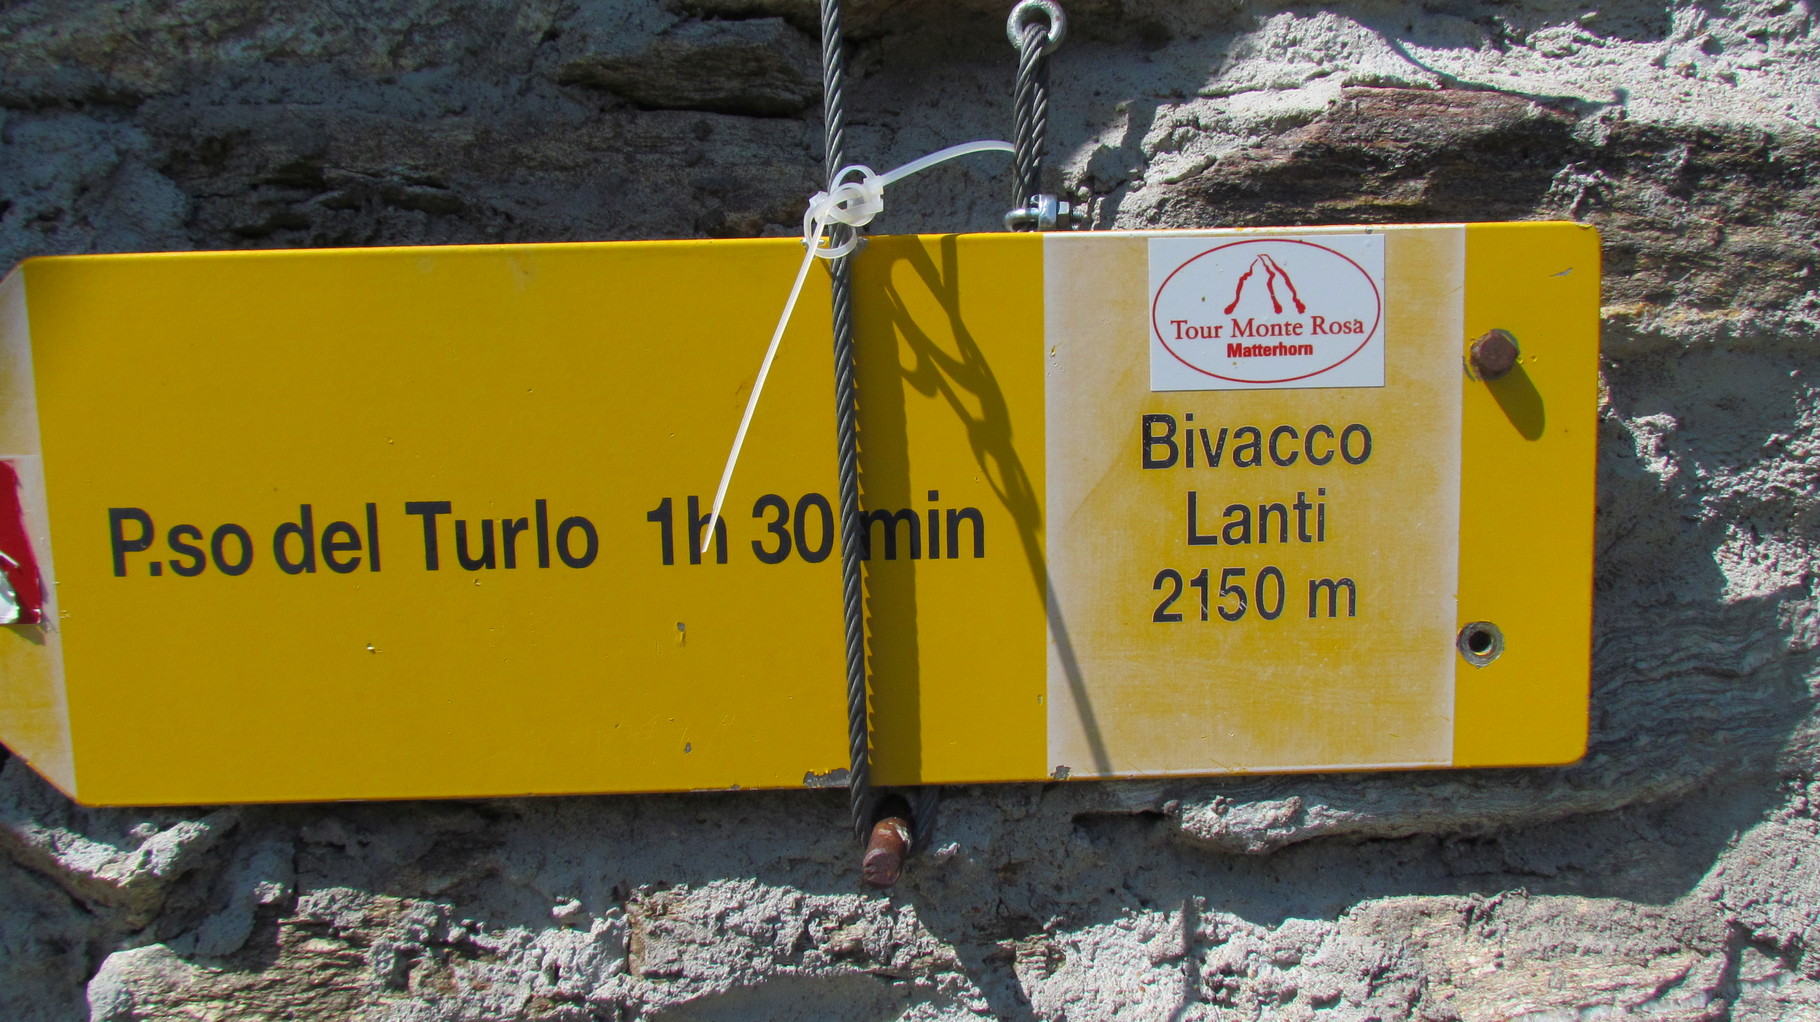 P.so del Turlo 1h 30 min
Tour Monte Rosa
Matterhorn
Bivacco
Lanti
2150 m